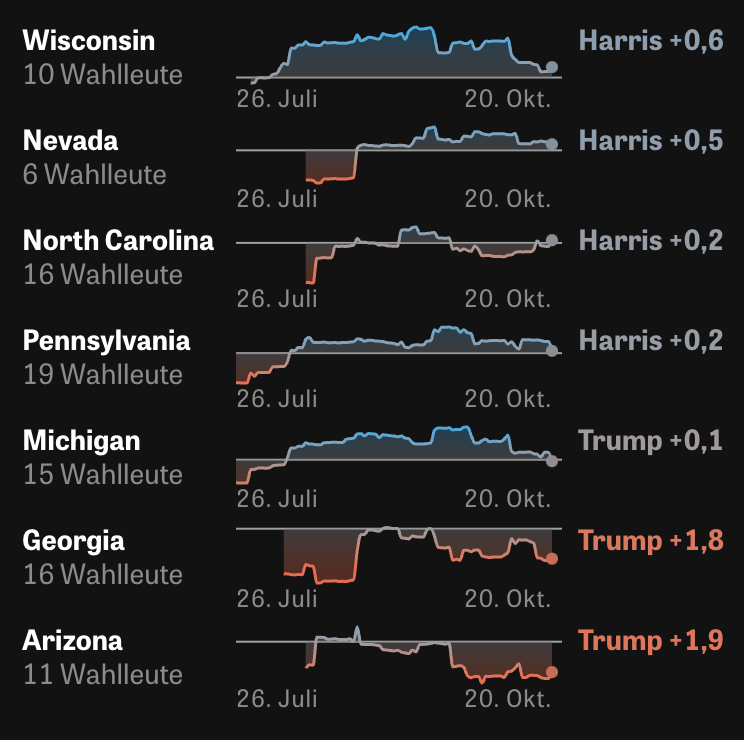 Wisconsin
Harris +0,6
10 Wahlleute
26. Juli
20. Okt.
Nevada
Harris +0,5
6 Wahlleute
26. Juli
20. Okt.
North Carolina
Harris +0,2
16 Wahlleute
26. Juli
20. Okt.
Pennsylvania
Harris +0,2
19 Wahlleute
26. Juli
20. Okt.
Michigan
Trump +0,1
15 Wahlleute
26. Juli
20. Okt.
Georgia
Trump +1,8
16 Wahlleute
26. Juli
20. Okt.
Arizona
Trump +1,9
11 Wahlleute
26. Juli
20. Okt.